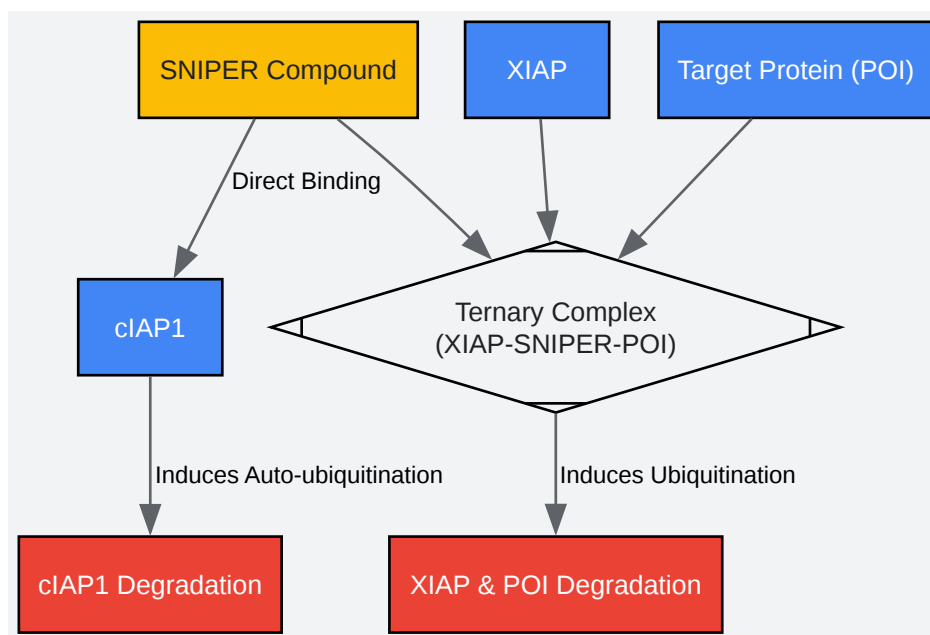 SNIPER Compound
XIAP
Target Protein (POI)
Direct Binding
cIAP1
Ternary Complex
(XIAP-SNIPER-POI)
Induces Auto-ubiquitination
Induces Ubiquitination
cIAP1 Degradation
XIAP & POI Degradation